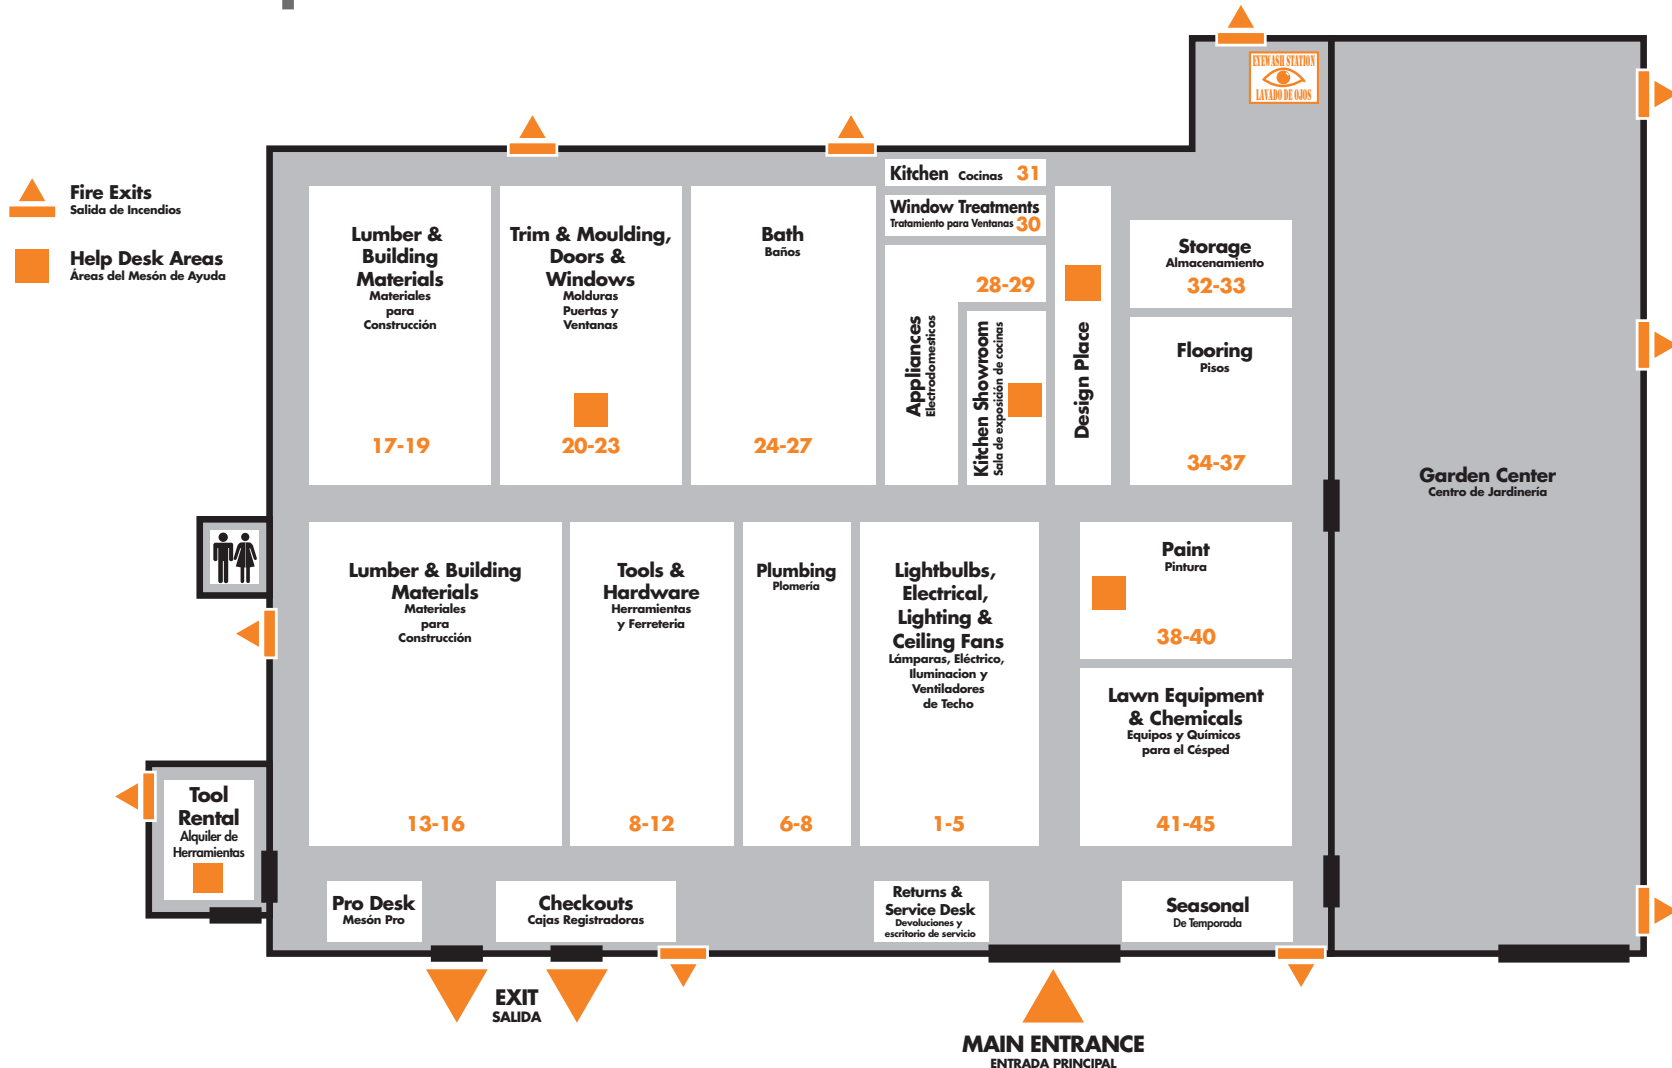 EYEWASH STATION
LAVADO DE OJOS
Fire Exits
Salida de Incendios
Help Desk Areas
Áreas del Mesón de Ayuda
Lumber &
Building
Materials
Materiales
para
Construcción
17-19
Trim & Moulding,
Doors &
Windows
Molduras
Puertas y
Ventanas
20-23
Bath
Baños
24-27
Kitchen Cocinas 31
Window Treatments
Tratamiento para Ventanas 30
28-29
Appliances
Electrodomesticos
Kitchen Showroom
Sala de exposición de cocinas
Design Place
Storage
Almacenamiento
32-33
Flooring
Pisos
34-37
Garden Center
Centro de Jardinería
Lumber & Building
Materials
Materiales
para
Construcción
13-16
Tools &
Hardware
Herramientas
y Ferreteria
8-12
Plumbing
Plomería
6-8
Lightbulbs,
Electrical,
Lighting &
Ceiling Fans
Lámparas, Eléctrico,
Iluminacion y
Ventiladores
de Techo
1-5
Paint
Pintura
38-40
Lawn Equipment
& Chemicals
Equipos y Químicos
para el Césped
41-45
Tool
Rental
Alquiler de
Herramientas
Pro Desk
Mesón Pro
Checkouts
Cajas Registradoras
Returns &
Service Desk
Devoluciones y
escritorio de servicio
Seasonal
De Temporada
EXIT
SALIDA
MAIN ENTRANCE
ENTRADA PRINCIPAL